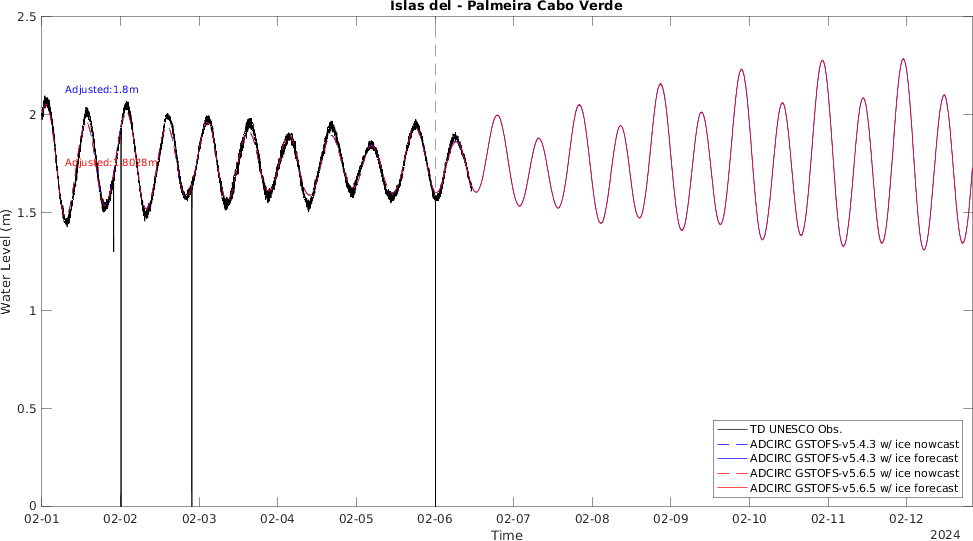 Islas del - Palmeira Cabo Verde
2.5
2
1.5
1
0.5
0
Water Level (m)
Adjusted:1.8m
Adjusted:1.8028m
TD UNESCO Obs.
ADCIRC GSTOFS-v5.4.3 w/ ice nowcast
ADCIRC GSTOFS-v5.4.3 w/ ice forecast
ADCIRC GSTOFS-v5.6.5 w/ ice nowcast
ADCIRC GSTOFS-v5.6.5 w/ ice forecast
02-01 02-02 02-03 02-04 02-05 02-06 02-07 02-08 02-09 02-10 02-11 02-12
Time
2024